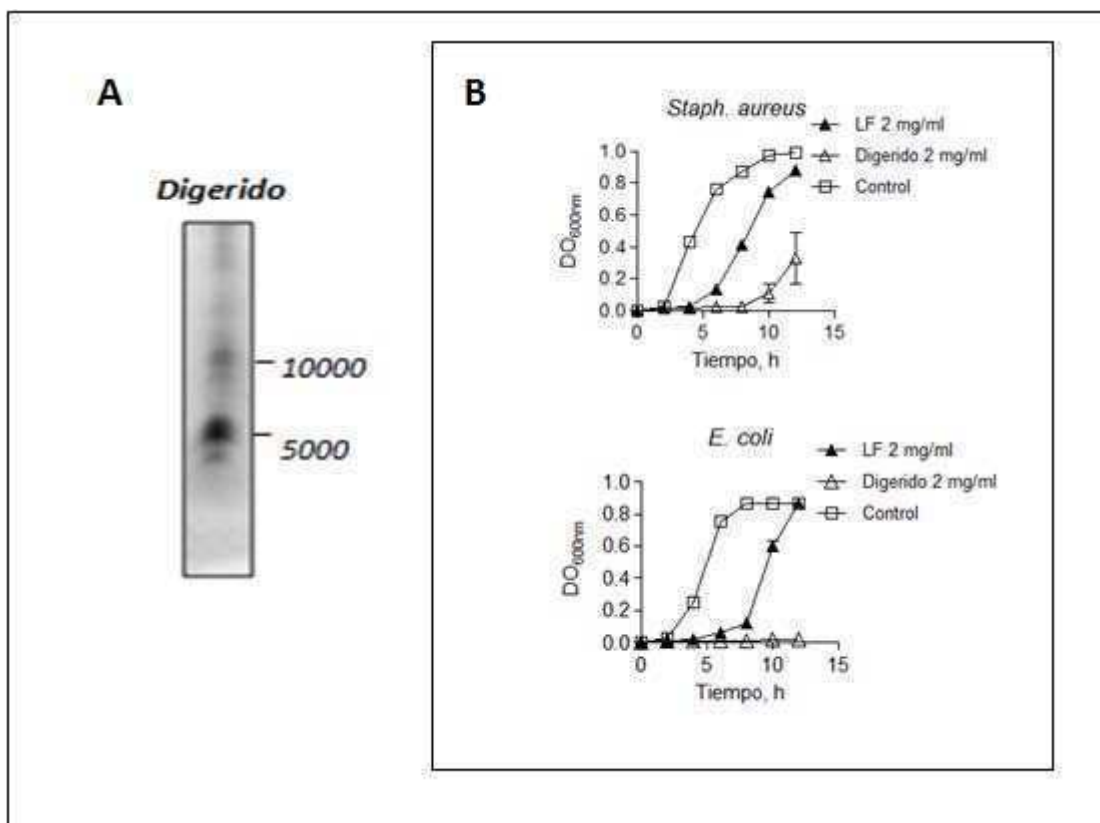 A
Digerido
10000
5000
B
Staph. aureus
LF 2 mg/ml
Digerido 2 mg/ml
Control
1.0
0.8
0.6
0.4
0.2
0.0
DO600nm
0 5 10 15
Tiempo, h
E. coli
LF 2 mg/ml
Digerido 2 mg/ml
Control
1.0
0.8
0.6
0.4
0.2
0.0
DO600nm
0 5 10 15
Tiempo, h